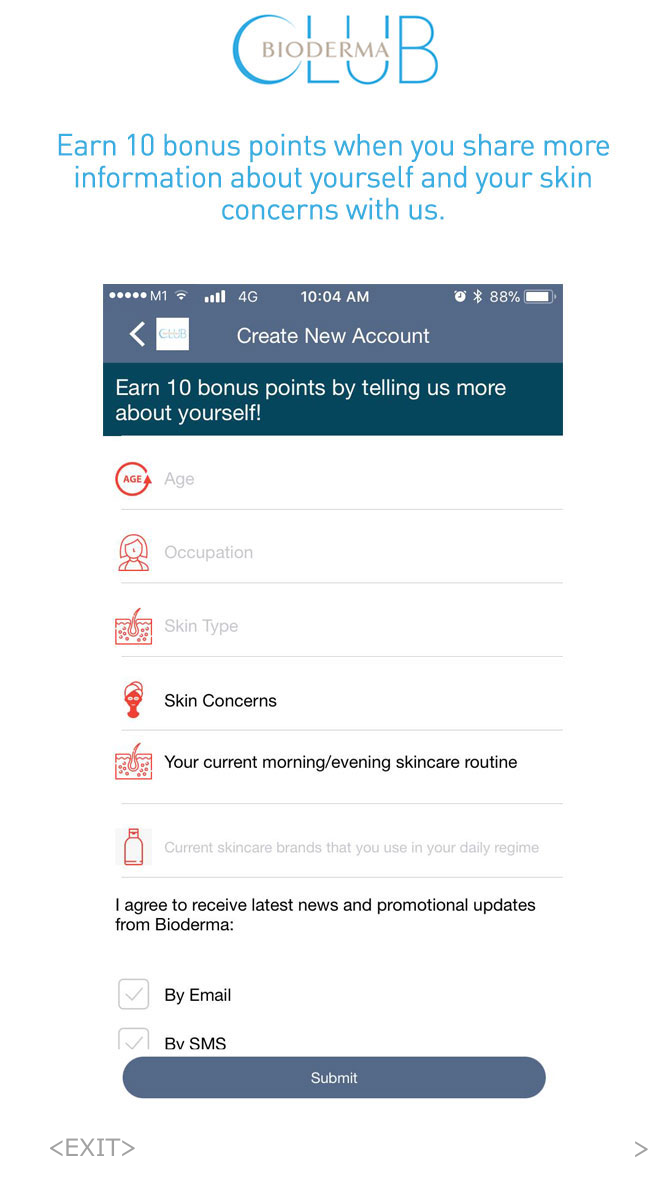 BIODERMA
CLUB
Earn 10 bonus points when you share more
information about yourself and your skin
concerns with us.
M1 4G 10:04 AM 88%
CLUB Create New Account
Earn 10 bonus points by telling us more
about yourself!
AGE Age
Occupation
Skin Type
Skin Concerns
Your current morning/evening skincare routine
Current skincare brands that you use in your daily regime
I agree to receive latest news and promotional updates
from Bioderma:
By Email
By SMS
Submit
<EXIT> >